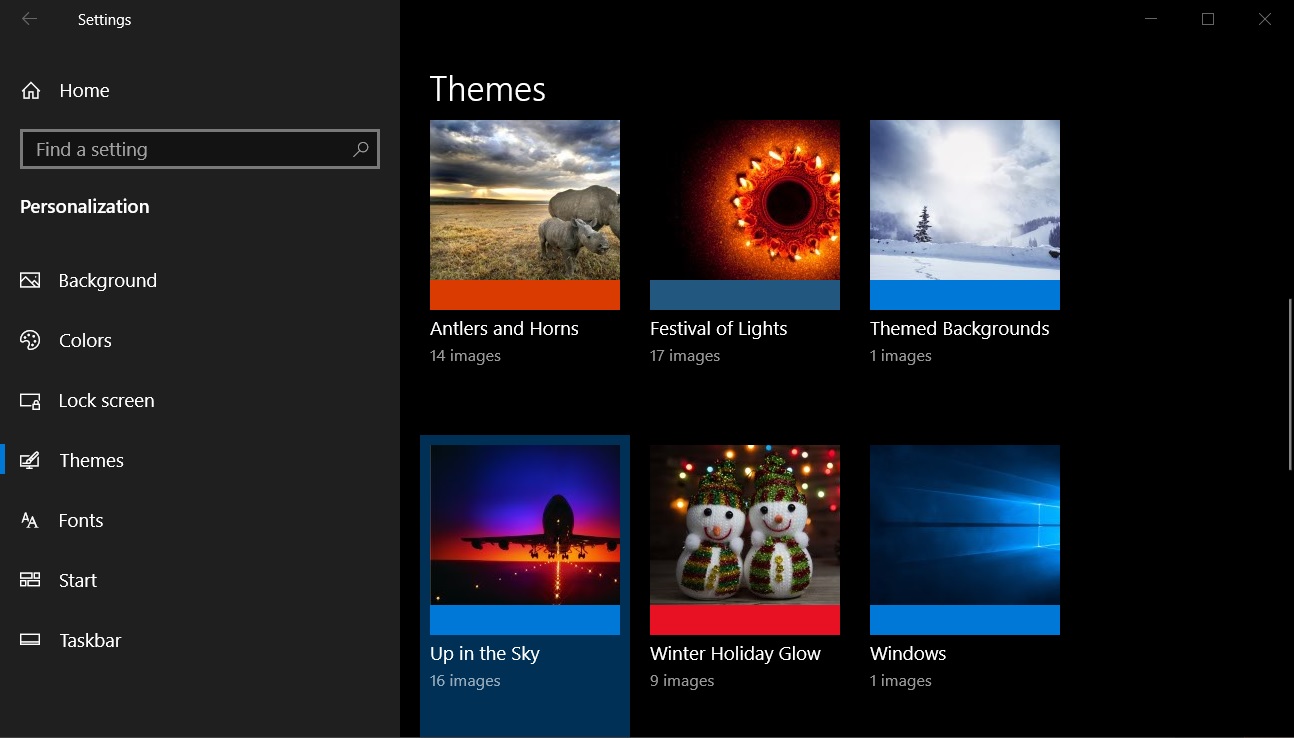 Settings
Home
Find a setting
Personalization
Background
Colors
Lock screen
Themes
Fonts
Start
Taskbar
Themes
Antlers and Horns
14 images
Festival of Lights
17 images
Themed Backgrounds
1 images
Up in the Sky
16 images
Winter Holiday Glow
9 images
Windows
1 images